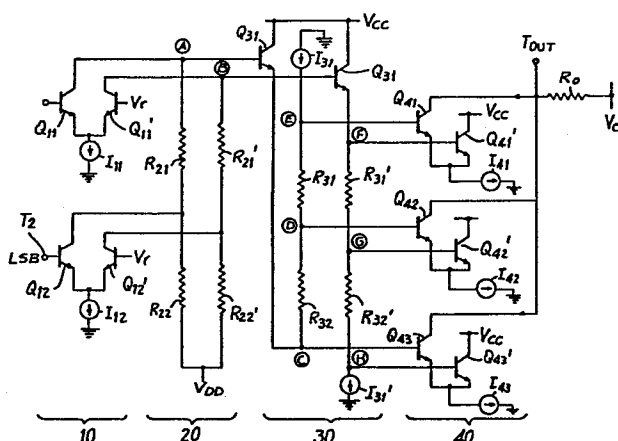 Vcc
Q31
A
I31
B
Q31
TOUT
Ro
Vc
Q11
Vr
Q11'
I11
R21
R21'
E
F
Q41
Vcc
Q41'
I41
R31
R31'
T2
LSB
Q12
Vr
Q12'
I12
D
G
Q42
Q42'
I42
R22
R22'
R32
R32'
C
VDD
Q43
Vcc
Q43'
H
I31'
I43
10
20
30
40